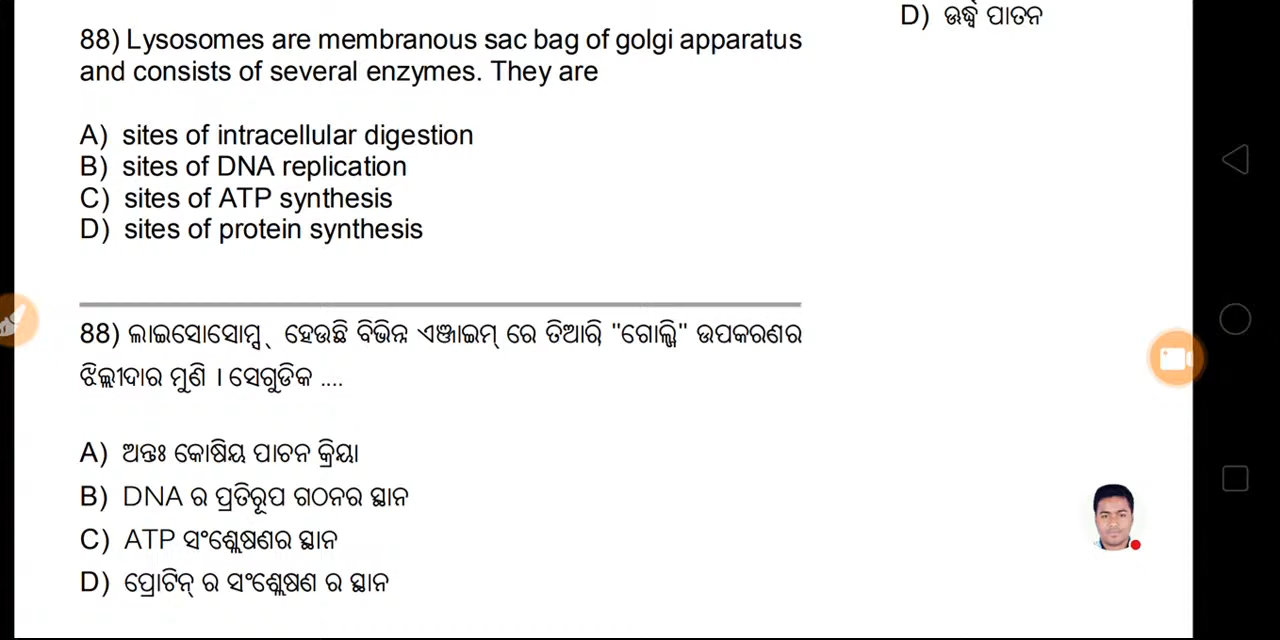 D) ଊର୍ଦ୍ଧ୍ୱ ପାତନ
88) Lysosomes are membranous sac bag of golgi apparatus
and consists of several enzymes. They are
A) sites of intracellular digestion
B) sites of DNA replication
C) sites of ATP synthesis
D) sites of protein synthesis
88) ଲାଇସୋସୋମ୍ସ୍ ହେଉଛି ବିଭିନ୍ନ ଏଞ୍ଜାଇମ୍ ରେ ତିଆରି "ଗୋଲ୍ଗି" ଉପକରଣର
ଝିଲ୍ଲୀଦାର ମୁଣି । ସେଗୁଡିକ ....
A) ଅନ୍ତଃ କୋଷିୟ ପାଚନ କ୍ରିୟା
B) DNA ର ପ୍ରତିରୂପ ଗଠନର ସ୍ଥାନ
C) ATP ସଂଶ୍ଲେଷଣର ସ୍ଥାନ
D) ପ୍ରୋଟିନ୍ ର ସଂଶ୍ଲେଷଣ ର ସ୍ଥାନ